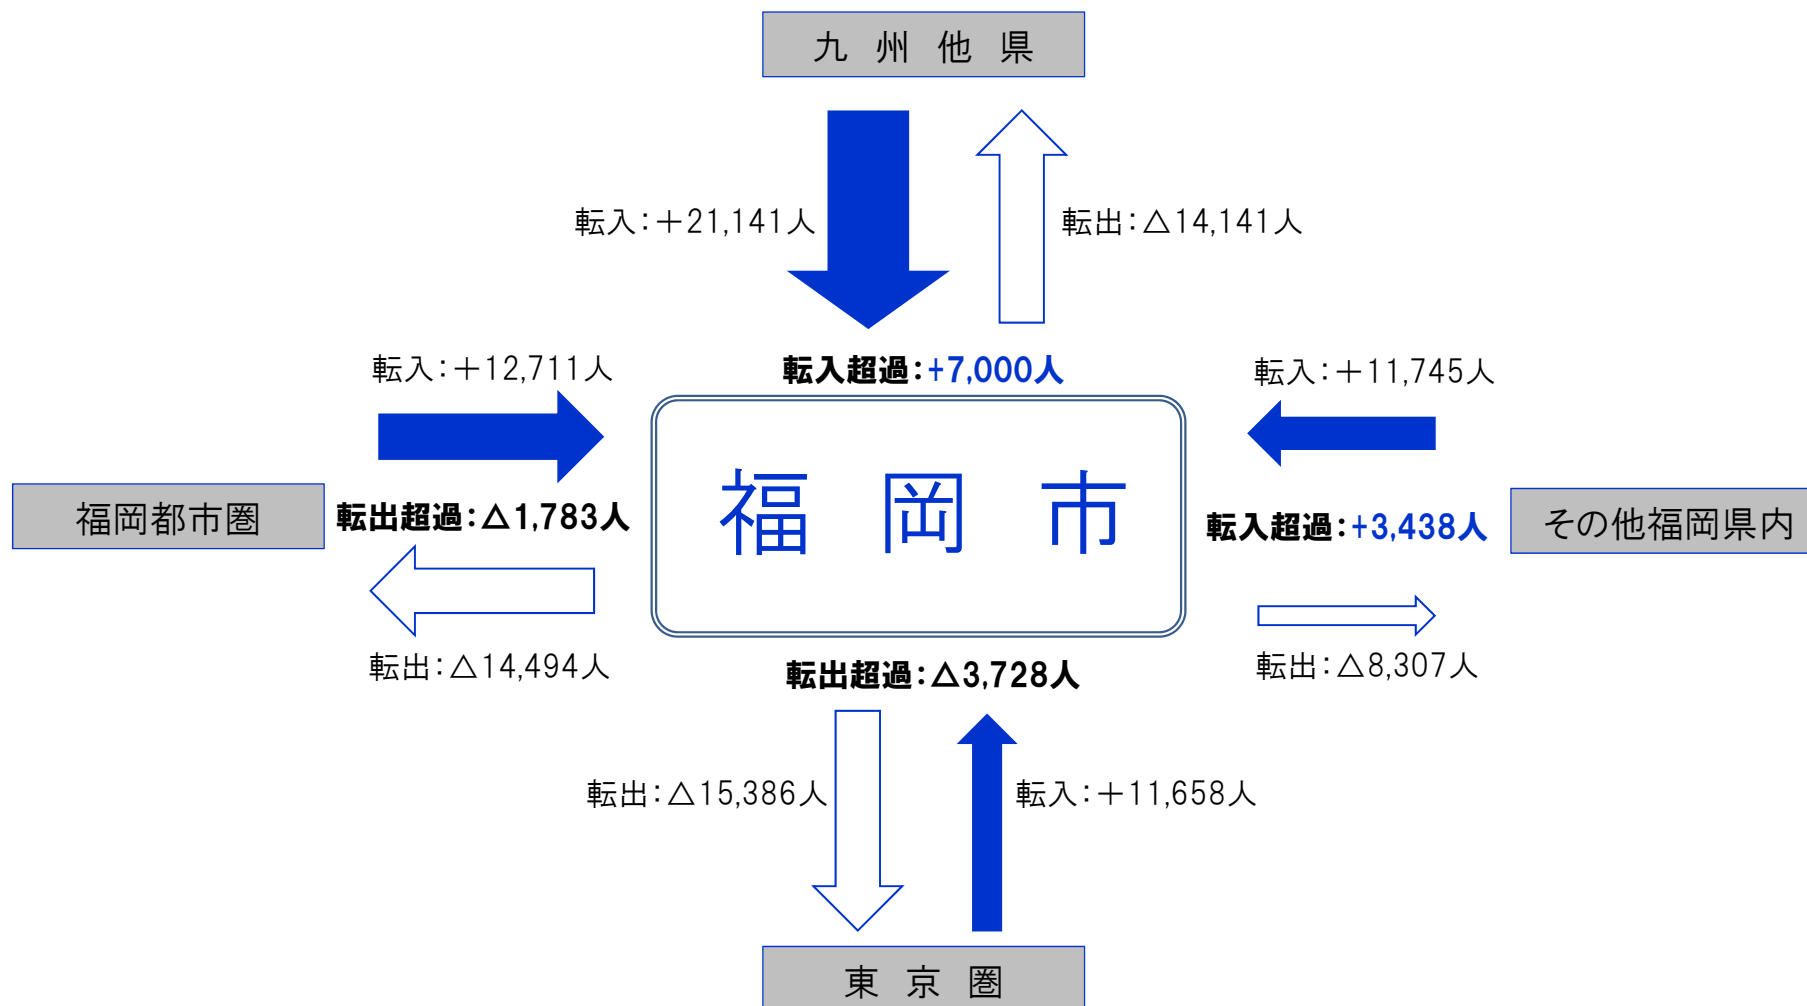 九 州 他 県
転入：＋21,141人
転出：△14,141人
転入：＋12,711人
転入超過：+7,000人
転入：＋11,745人
福岡都市圏
転出超過：△1,783人
福 岡 市
転入超過：+3,438人
その他福岡県内
転出：△14,494人
転出超過：△3,728人
転出：△8,307人
転出：△15,386人
転入：＋11,658人
東 京 圏